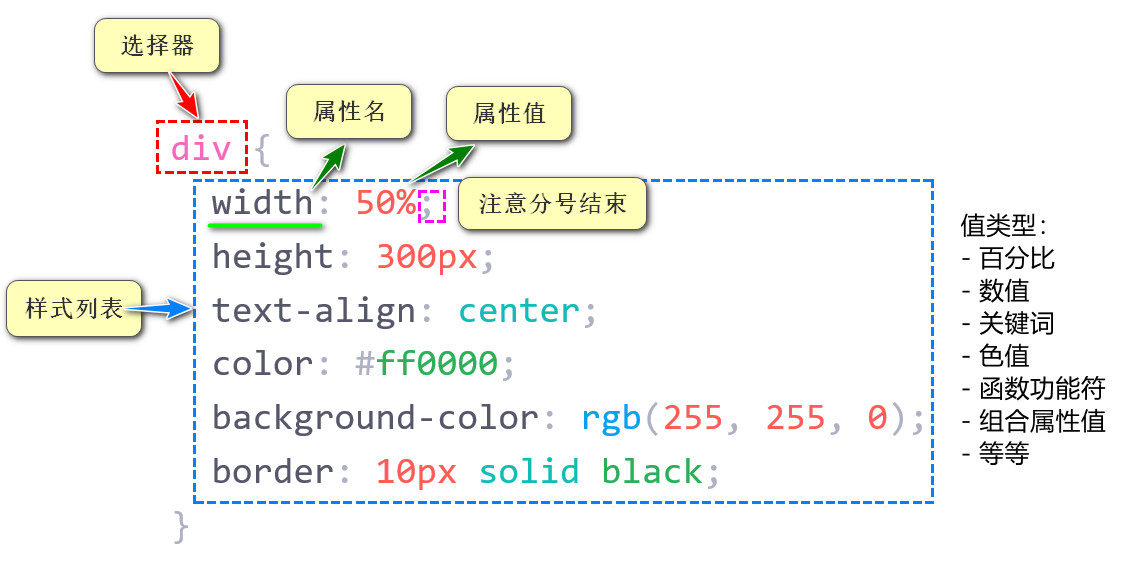 选择器
属性名
属性值
div {
width: 50%;
注意分号结束
height: 300px;
样式列表
text-align: center;
color: #ff0000;
background-color: rgb(255, 255, 0);
border: 10px solid black;
}
值类型：
- 百分比
- 数值
- 关键词
- 色值
- 函数功能符
- 组合属性值
- 等等